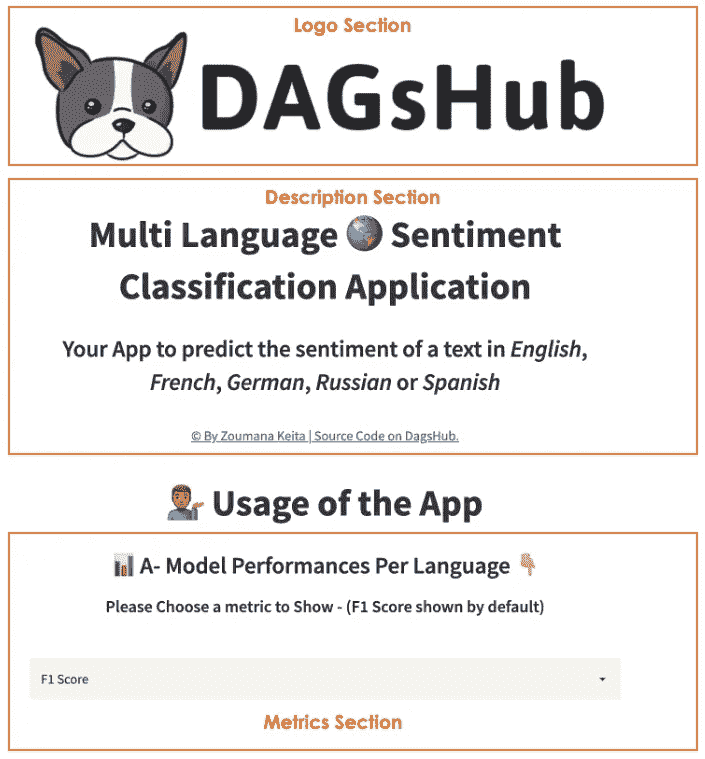 Logo Section
DAGsHub
Description Section
Multi Language 🌎 Sentiment
Classification Application
Your App to predict the sentiment of a text in English,
French, German, Russian or Spanish
© By Zoumana Keita | Source Code on DagsHub.
Usage of the App
A- Model Performances Per Language
Please Choose a metric to Show - (F1 Score shown by default)
F1 Score
Metrics Section